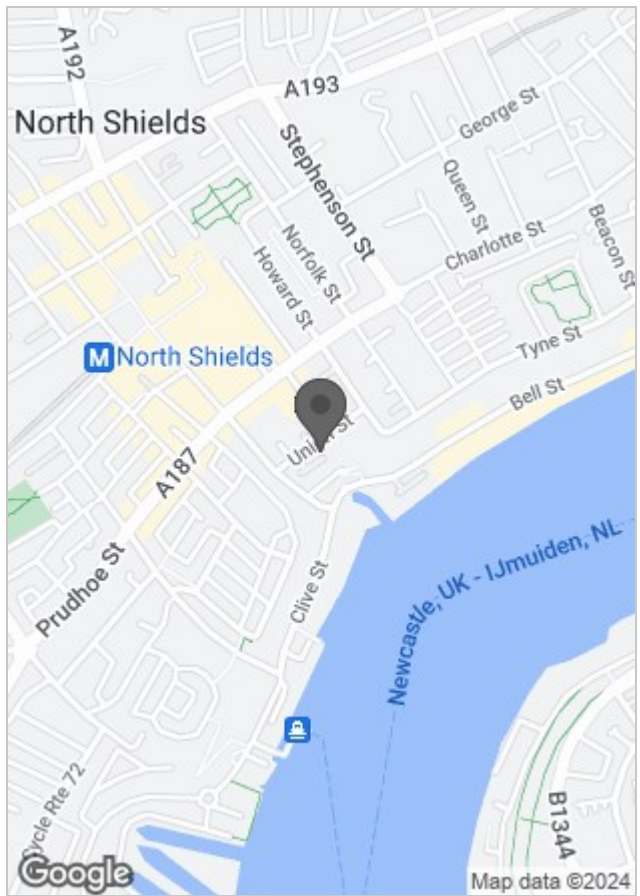 A192
A193
North Shields
George St
Stephenson St
Queen St
Norfolk St
Charlotte St
Beacon St
Howard St
M North Shields
Tyne St
Bell St
Union St
A187
Newcastle, UK - IJmuiden, NL
Clive St
Prudhoe St
Cycle Rte 72
B1344
Google
Map data ©2024